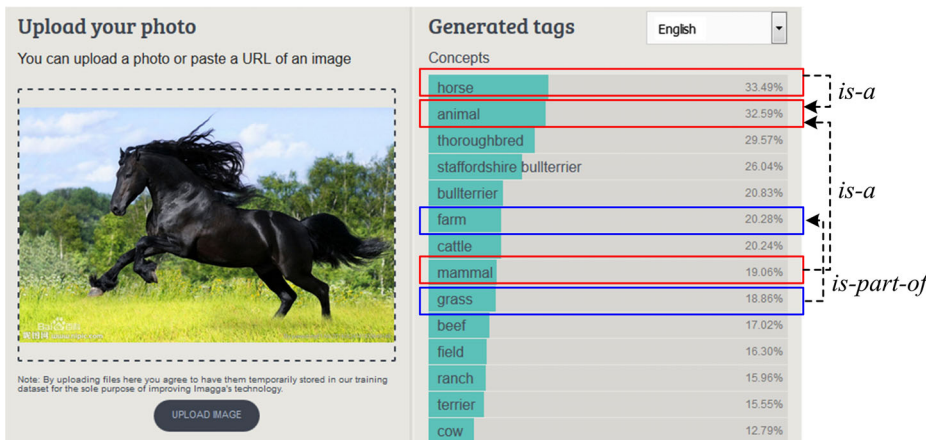 Upload your photo
You can upload a photo or paste a URL of an image
Note: By uploading files here you agree to have them temporarily stored in our training
dataset for the sole purpose of improving Imagga's technology.
UPLOAD IMAGE
Generated tags
English
Concepts
horse 33.49%
animal 32.59%
thoroughbred 29.57%
staffordshire bullterrier 26.04%
bullterrier 20.83%
farm 20.28%
cattle 20.24%
mammal 19.06%
grass 18.86%
beef 17.02%
field 16.30%
ranch 15.96%
terrier 15.55%
cow 12.79%
is-a
is-a
is-part-of